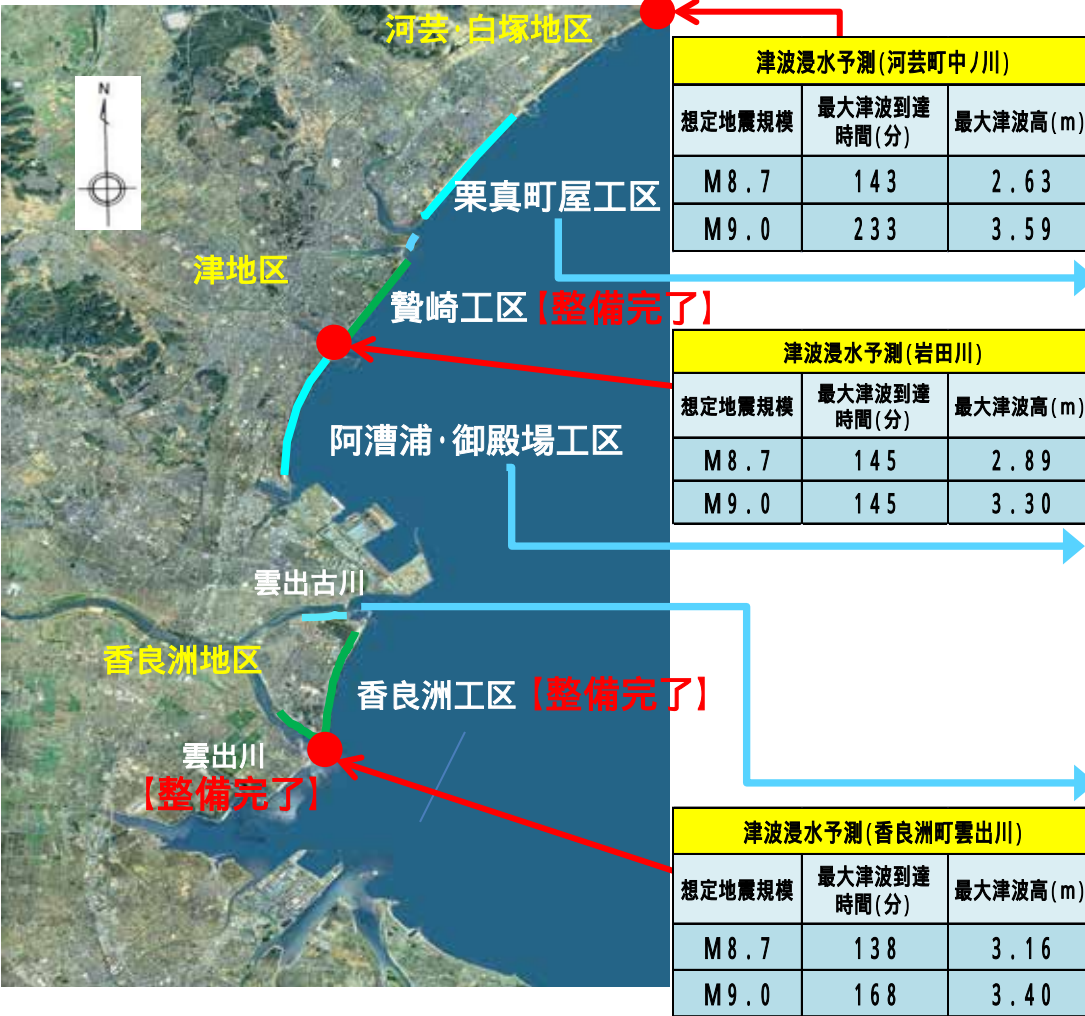 河芸・白塚地区
N
栗真町屋工区
津地区
贄崎工区【整備完了】
阿漕浦・御殿場工区
雲出古川
香良洲地区
香良洲工区【整備完了】
雲出川
【整備完了】
津波浸水予測(河芸町中ノ川)
想定地震規模 最大津波到達時間(分) 最大津波高(m)
M8.7 143 2.63
M9.0 233 3.59
津波浸水予測(岩田川)
想定地震規模 最大津波到達時間(分) 最大津波高(m)
M8.7 145 2.89
M9.0 145 3.30
津波浸水予測(香良洲町雲出川)
想定地震規模 最大津波到達時間(分) 最大津波高(m)
M8.7 138 3.16
M9.0 168 3.40